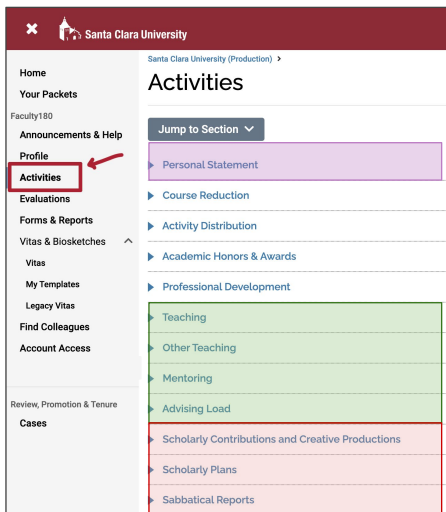 Santa Clara University
Home
Your Packets
Faculty180
Announcements & Help
Profile
Activities
Evaluations
Forms & Reports
Vitas & Biosketches
Vitas
My Templates
Legacy Vitas
Find Colleagues
Account Access
Review, Promotion & Tenure
Cases
Santa Clara University (Production) >
Activities
Jump to Section
Personal Statement
Course Reduction
Activity Distribution
Academic Honors & Awards
Professional Development
Teaching
Other Teaching
Mentoring
Advising Load
Scholarly Contributions and Creative Productions
Scholarly Plans
Sabbatical Reports